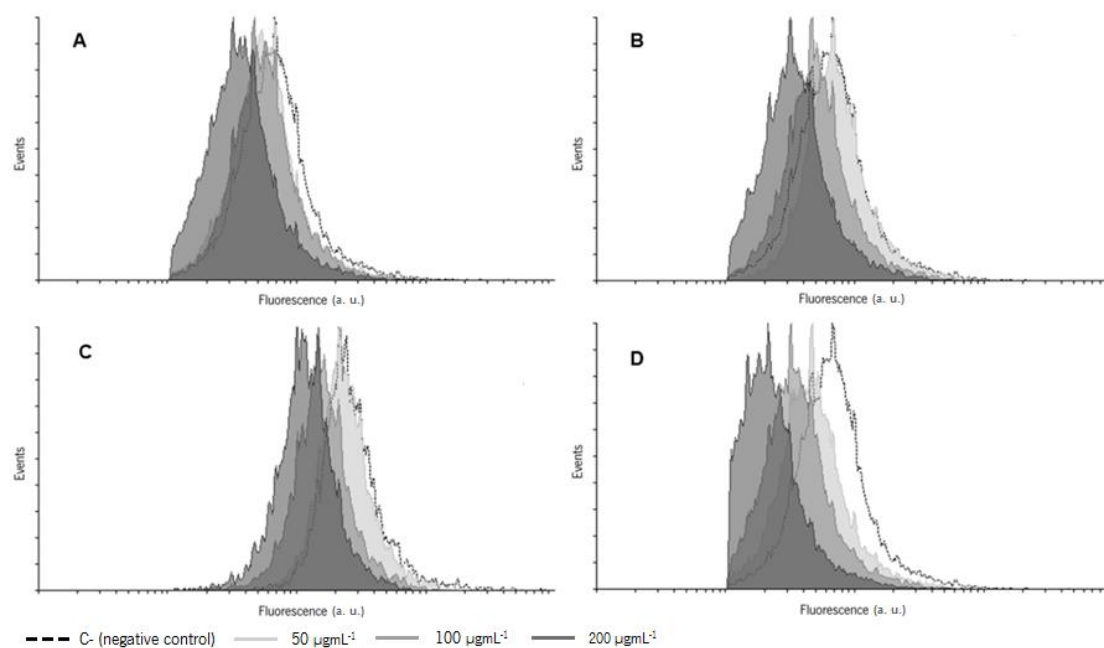 A
B
Events
Events
Fluorescence (a. u.)
Fluorescence (a. u.)
C
D
Events
Events
Fluorescence (a. u.)
Fluorescence (a. u.)
C- (negative control) 50 µgmL⁻¹ 100 µgmL⁻¹ 200 µgmL⁻¹